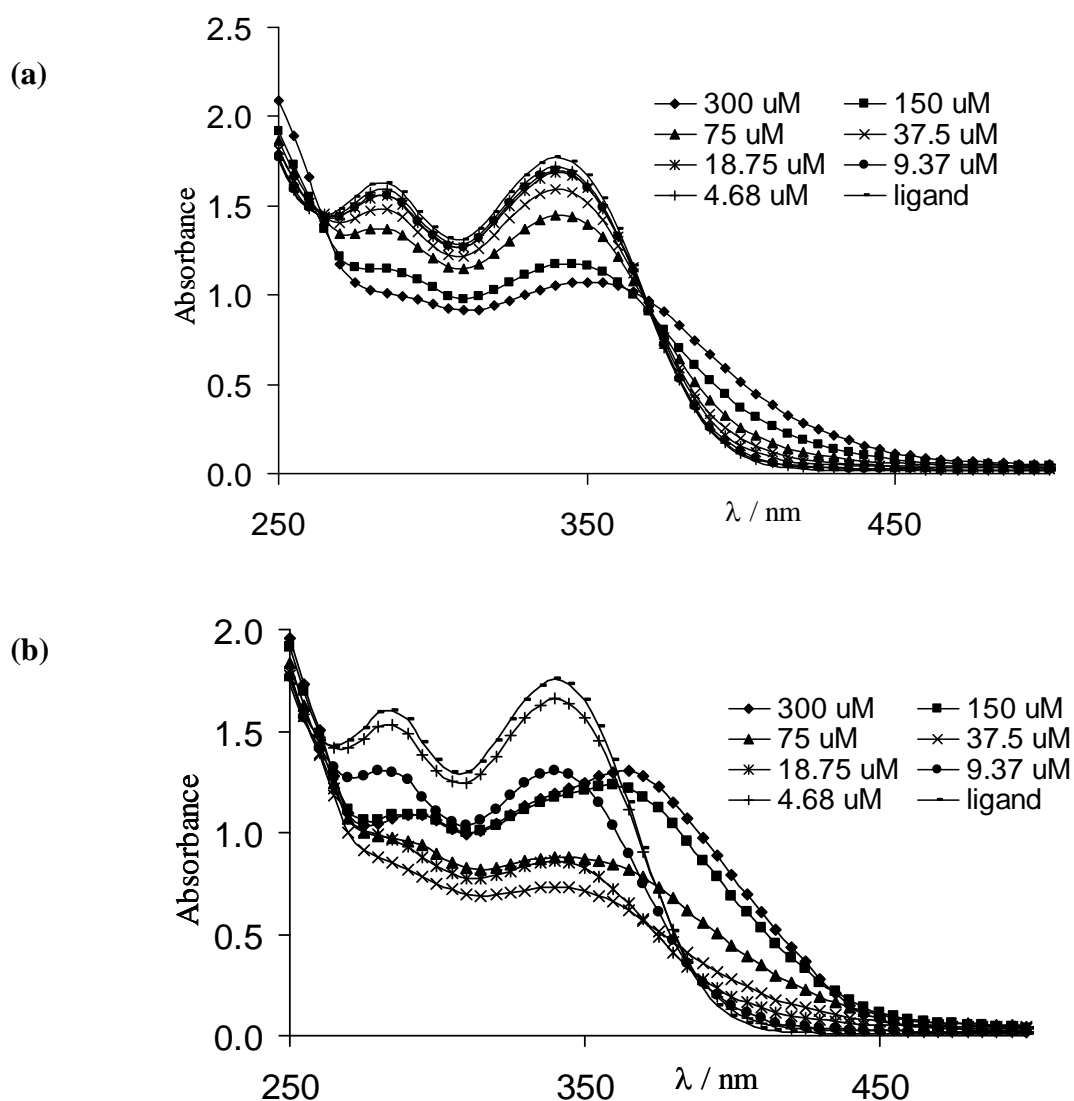 (a)
2.5
2.0
1.5
1.0
0.5
0.0
Absorbance
300 uM 150 uM
75 uM 37.5 uM
18.75 uM 9.37 uM
4.68 uM ligand
250 350 450
λ / nm
(b)
2.0
1.5
1.0
0.5
0.0
Absorbance
300 uM 150 uM
75 uM 37.5 uM
18.75 uM 9.37 uM
4.68 uM ligand
250 350 450
λ / nm